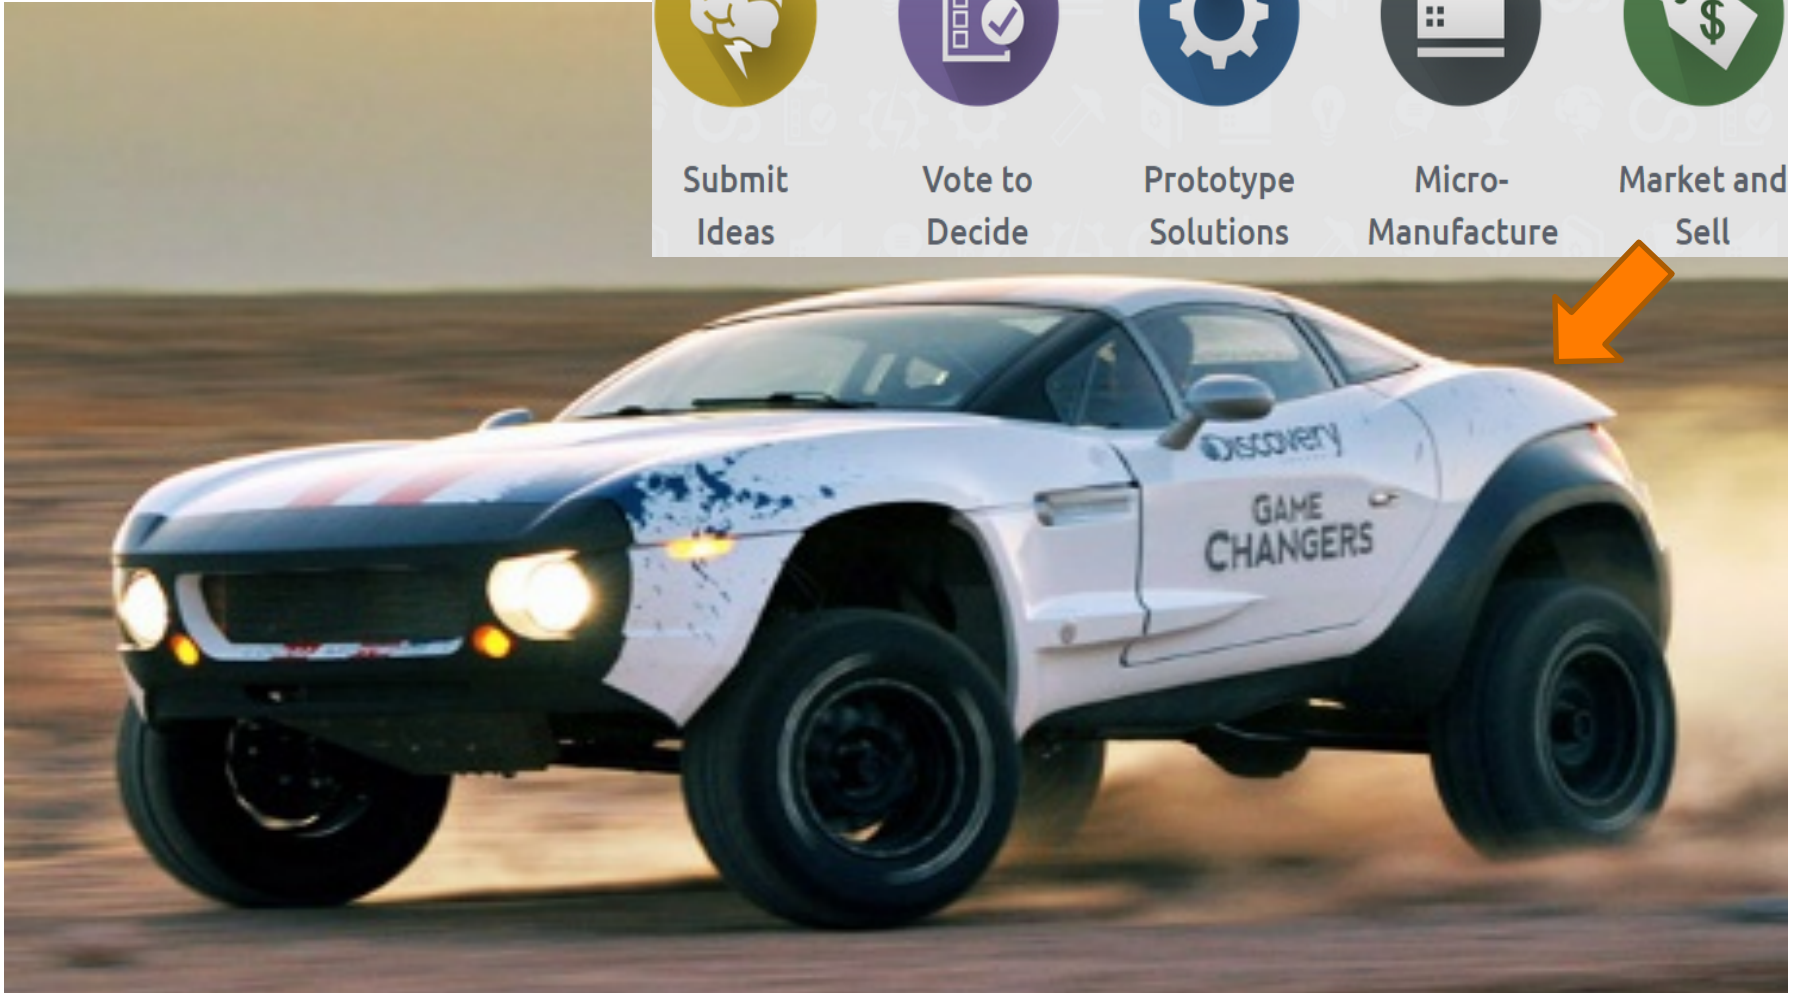 Submit
Ideas
Vote to
Decide
Prototype
Solutions
Micro-
Manufacture
Market and
Sell
Discovery
GAME
CHANGERS